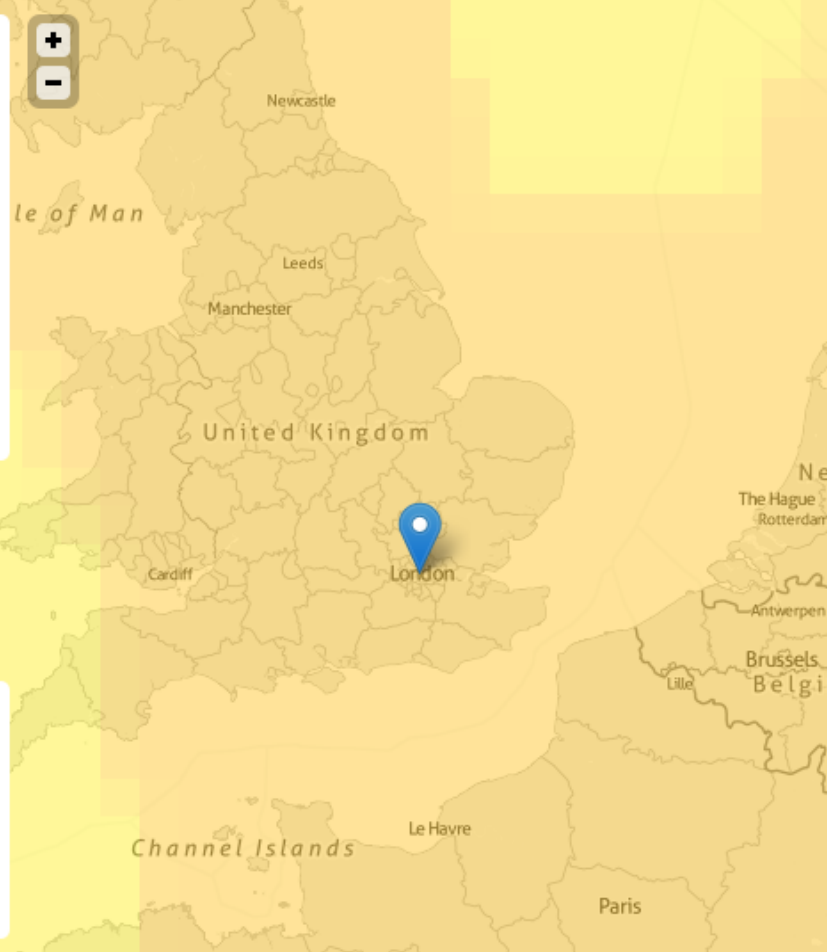 +
−
Newcastle
le of Man
Leeds
Manchester
United Kingdom
Ne
The Hague
Rotterdam
London
Cardiff
Antwerpen
Brussels
Belgi
Lille
Le Havre
Channel Islands
Paris